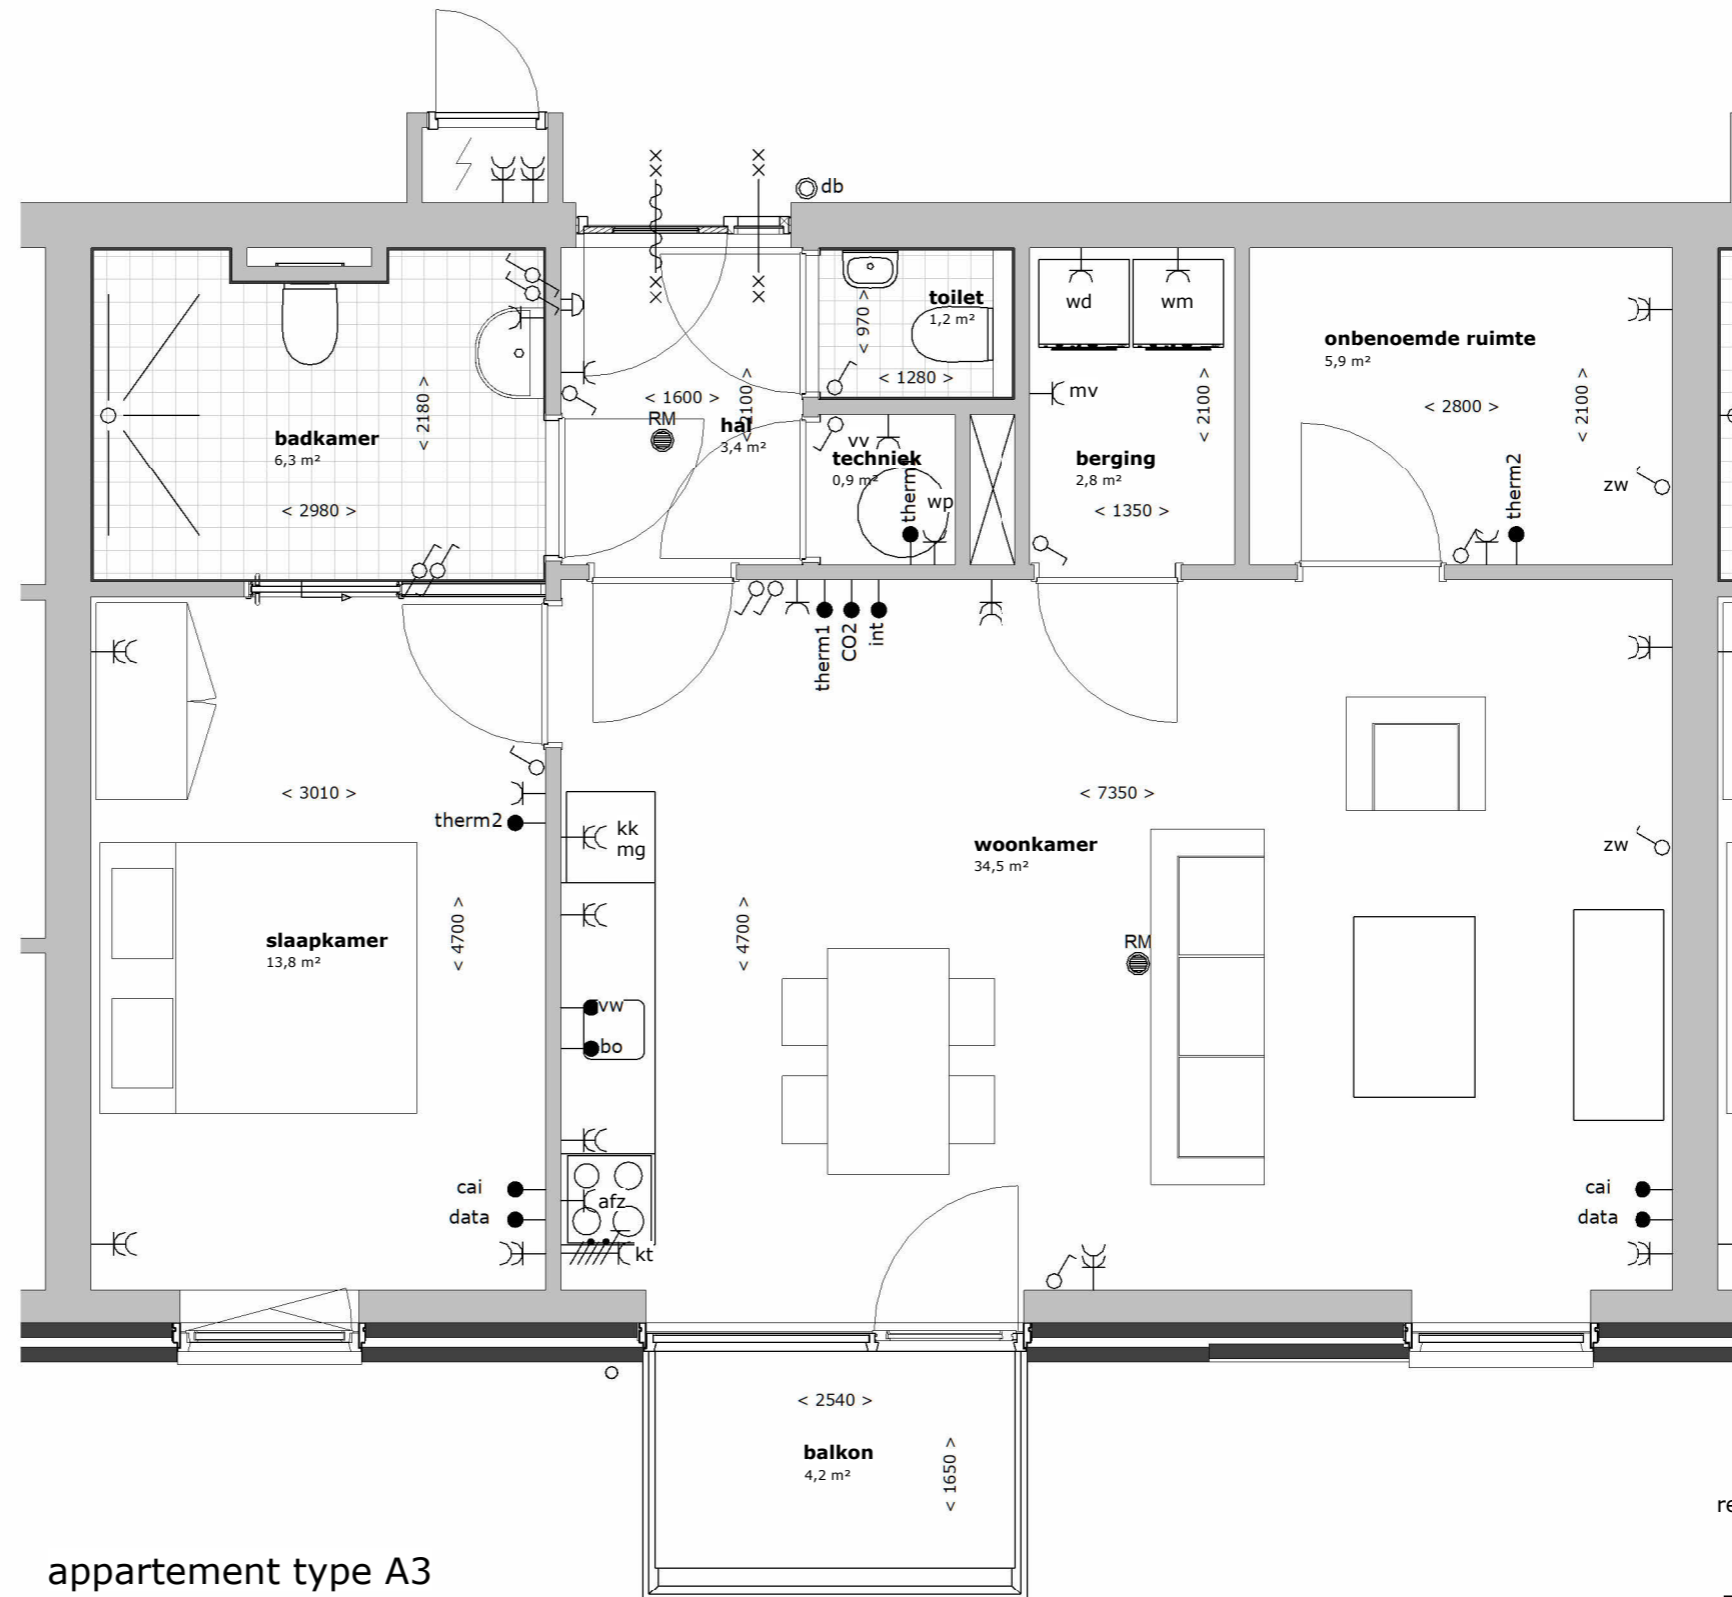 db
toilet
1,2 m²
< 970 >
< 1280 >
wd
wm
mv
onbenoemde ruimte
5,9 m²
< 2800 >
< 2100 >
badkamer
6,3 m²
< 2180 >
< 2980 >
< 1600 >
RM
< 2100 >
hal
3,4 m²
vv
techniek
0,9 m²
wp
berging
2,8 m²
< 2100 >
< 1350 >
therm2
zw
therm1
CO2
int
< 3010 >
therm2
kk
mg
< 7350 >
woonkamer
34,5 m²
zw
slaapkamer
13,8 m²
< 4700 >
< 4700 >
RM
vw
bo
cai
data
afz
kt
cai
data
< 2540 >
balkon
4,2 m²
< 1650 >
re
appartement type A3